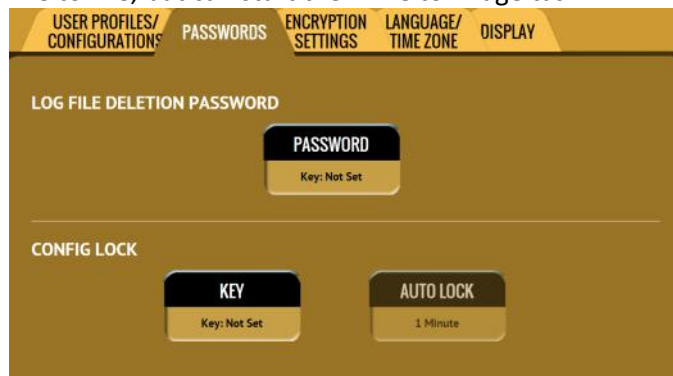 USER PROFILES/
CONFIGURATIONS
PASSWORDS
ENCRYPTION
SETTINGS
LANGUAGE/
TIME ZONE
DISPLAY
LOG FILE DELETION PASSWORD
PASSWORD
Key: Not Set
CONFIG LOCK
KEY
Key: Not Set
AUTO LOCK
1 Minute